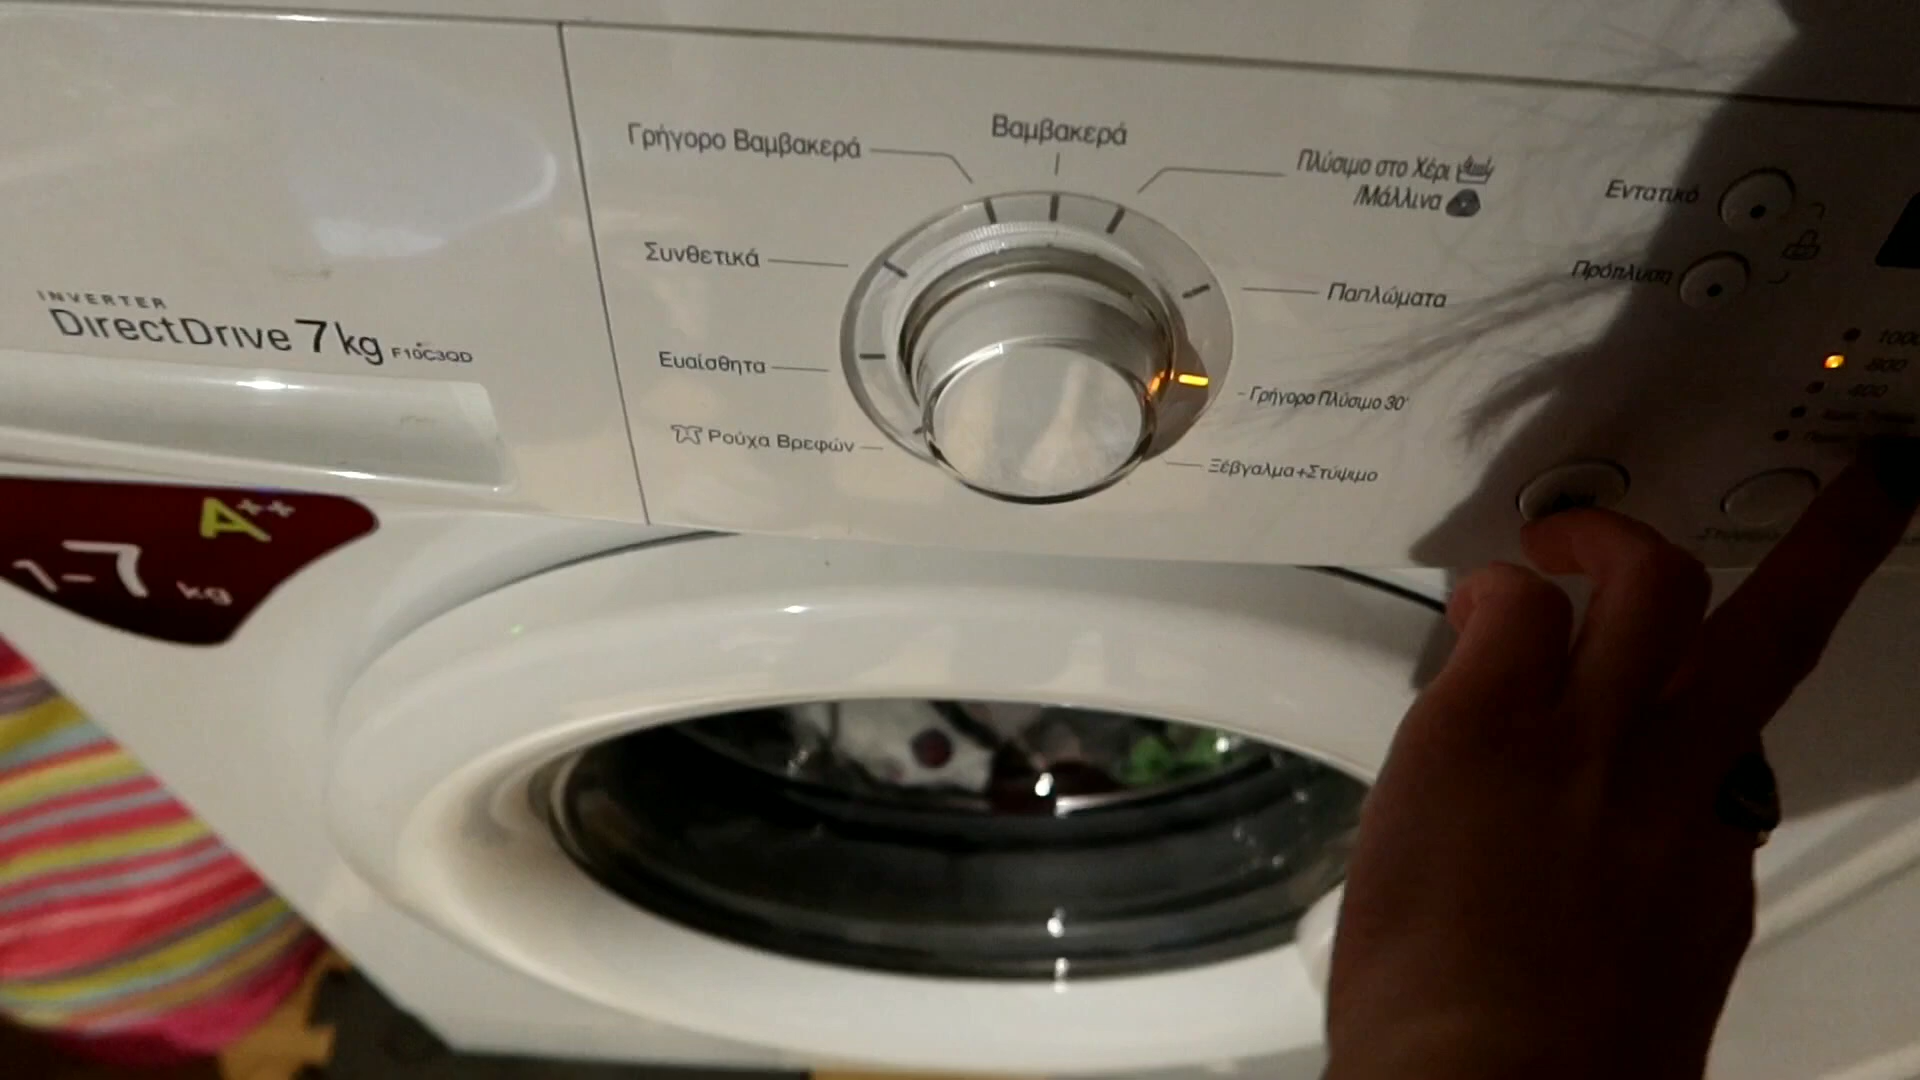 Γρήγορο Βαμβακερά
Βαμβακερά
Πλύσιμο στο Χέρι
/Μάλλινα
Εντατικό
Συνθετικά
Πρόπλυση
Παπλώματα
INVERTER
DirectDrive 7kg F10C3QD
1000
800
400
Ευαίσθητα
Γρήγορο Πλύσιμο 30'
Ρούχα Βρεφών
Ξέβγαλμα+Στύψιμο
A++
1-7 kg